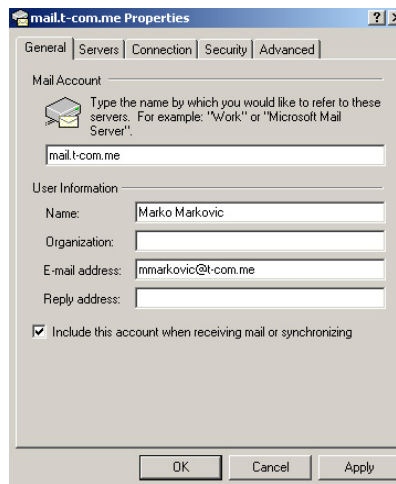 mail.t-com.me Properties
General Servers Connection Security Advanced
Mail Account
Type the name by which you would like to refer to these
servers. For example: "Work" or "Microsoft Mail
Server".
mail.t-com.me
User Information
Name: Marko Markovic
Organization:
E-mail address: mmarkovic@t-com.me
Reply address:
Include this account when receiving mail or synchronizing
OK Cancel Apply